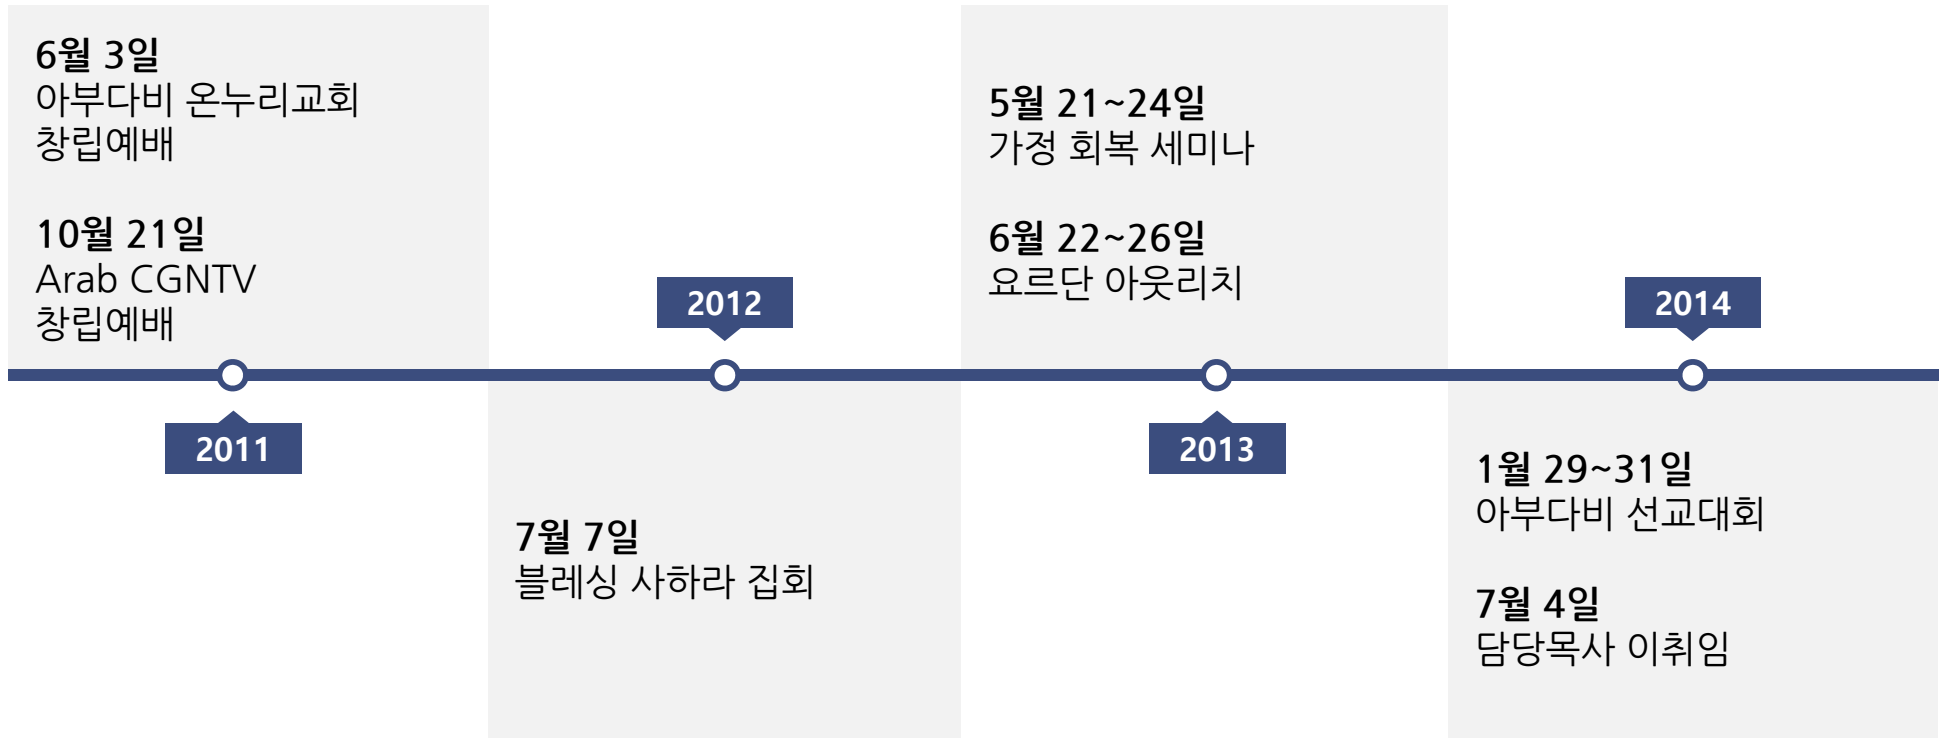 6월 3일
아부다비 온누리교회
창립예배
10월 21일
Arab CGNTV
창립예배
2011
2012
7월 7일
블레싱 사하라 집회
5월 21~24일
가정 회복 세미나
6월 22~26일
요르단 아웃리치
2013
2014
1월 29~31일
아부다비 선교대회
7월 4일
담당목사 이취임